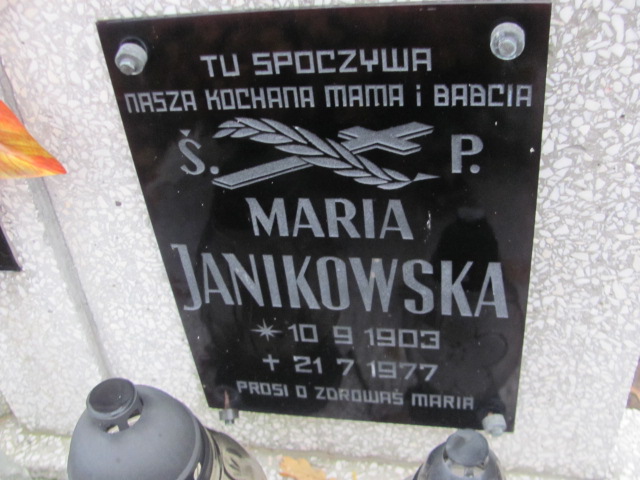 TU SPOCZYWA
NASZA KOCHANA MAMA i BABCIA
Ś. P.
MARIA
JANIKOWSKA
* 10 9 1903
+ 21 7 1977
PROSI O ZDROWAŚ MARIA